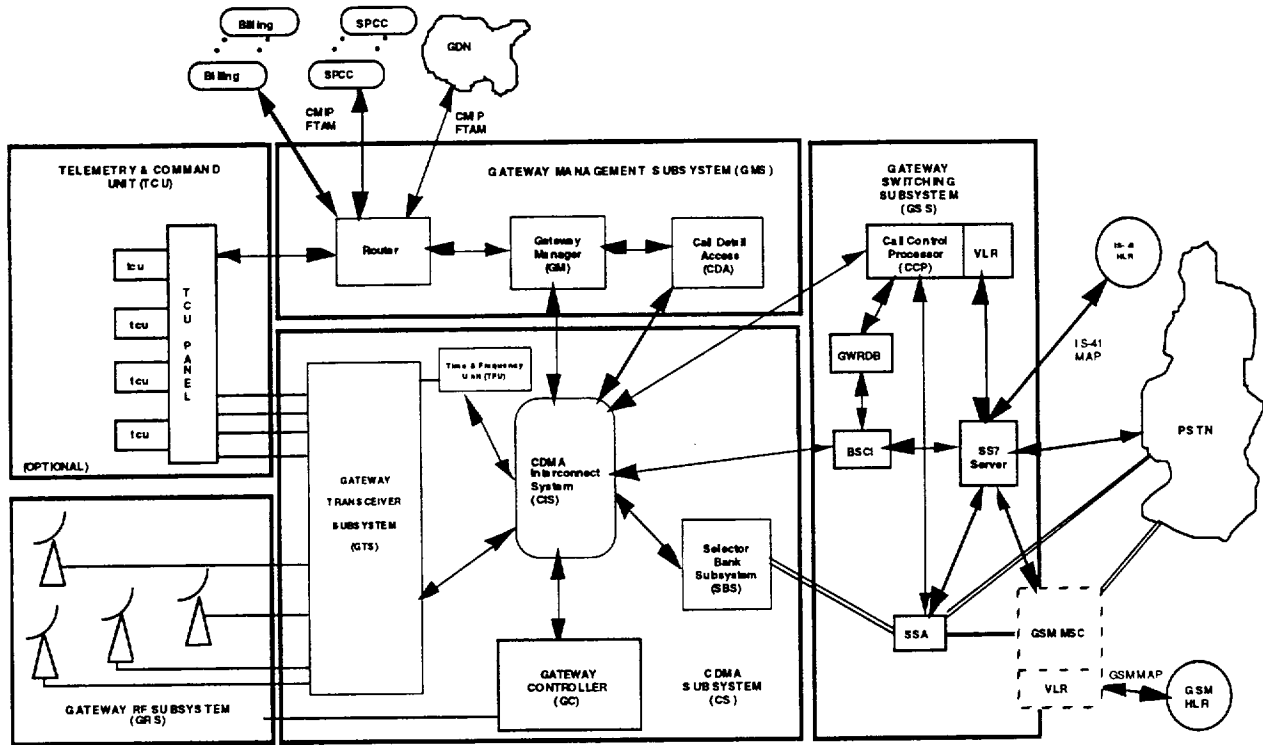 Billing
SPCC
GDN
Billing
SPCC
CMIP
FTAM
CMIP
FTAM
TELEMETRY & COMMAND
UNIT (TCU)
tcu
tcu
tcu
tcu
TCU PANEL
(OPTIONAL)
GATEWAY MANAGEMENT SUBSYSTEM (GMS)
Router
Gateway
Manager
(GM)
Call Detail
Access
(CDA)
GATEWAY
SWITCHING
SUBSYSTEM
(GSS)
Call Control
Processor
(CCP)
VLR
GWRDB
BSCI
SS7
Server
IS-41
HLR
IS-41
MAP
PSTN
Time & Frequency
Unit (TFU)
GATEWAY
TRANSCEIVER
SUBSYSTEM
(GTS)
CDMA
Interconnect
System
(CIS)
Selector
Bank
Subsystem
(SBS)
GATEWAY
CONTROLLER
(GC)
CDMA
SUBSYSTEM
(CS)
SSA
GSM MSC
VLR
GSM MAP
GSM
HLR
GATEWAY RF SUBSYSTEM
(GRS)